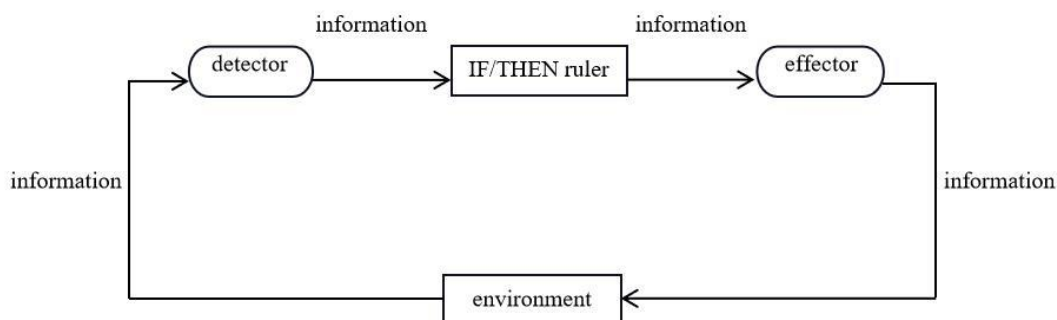 information
information
detector
IF/THEN ruler
effector
information
information
environment